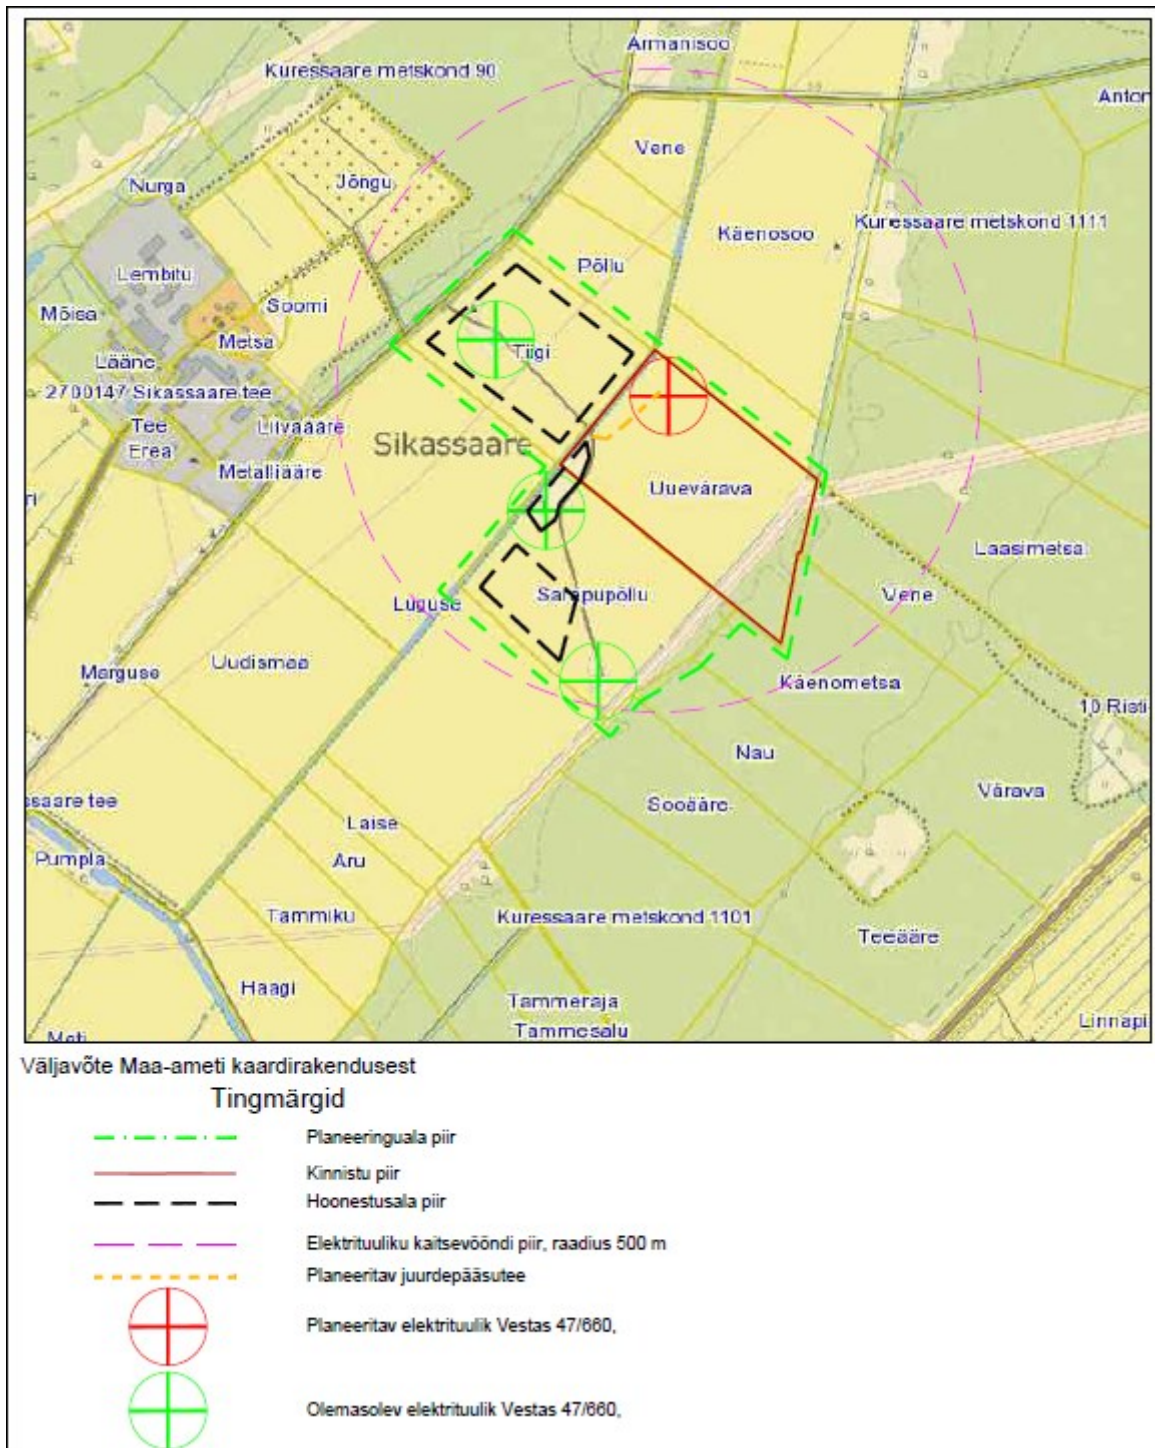 Armanisoo
Kuressaare metskond 90
Vene
Nurga
Jõngu
Kuressaare metskond 1111
Käenosoo
Lembitu
Põllu
Soomi
Mõisa
Metsa
Tiigi
Lääne
2700147 Sikassaare tee
Tee
Liivaääre
Erea
Sikassaare
Metalliääre
Uuevärava
Laasimetsa
Vene
Sarapupõllu
Luguse
Uudismaa
Marguse
Käenometsa
10 Risti
Nau
Värava
Sooääre
ssaare tee
Laise
Pumpla
Aru
Tammiku
Kuressaare metskond 1101
Teeääre
Haagi
Tammeraja
Linnapi
Tammesalu
Väljavõte Maa-ameti kaardirakendusest
Tingmärgid
Planeeringuala piir
Kinnistu piir
Hoonestusala piir
Elektrituuliku kaitsevööndi piir, raadius 500 m
Planeeritav juurdepääsutee
Planeeritav elektrituulik Vestas 47/660,
Olemasolev elektrituulik Vestas 47/660,